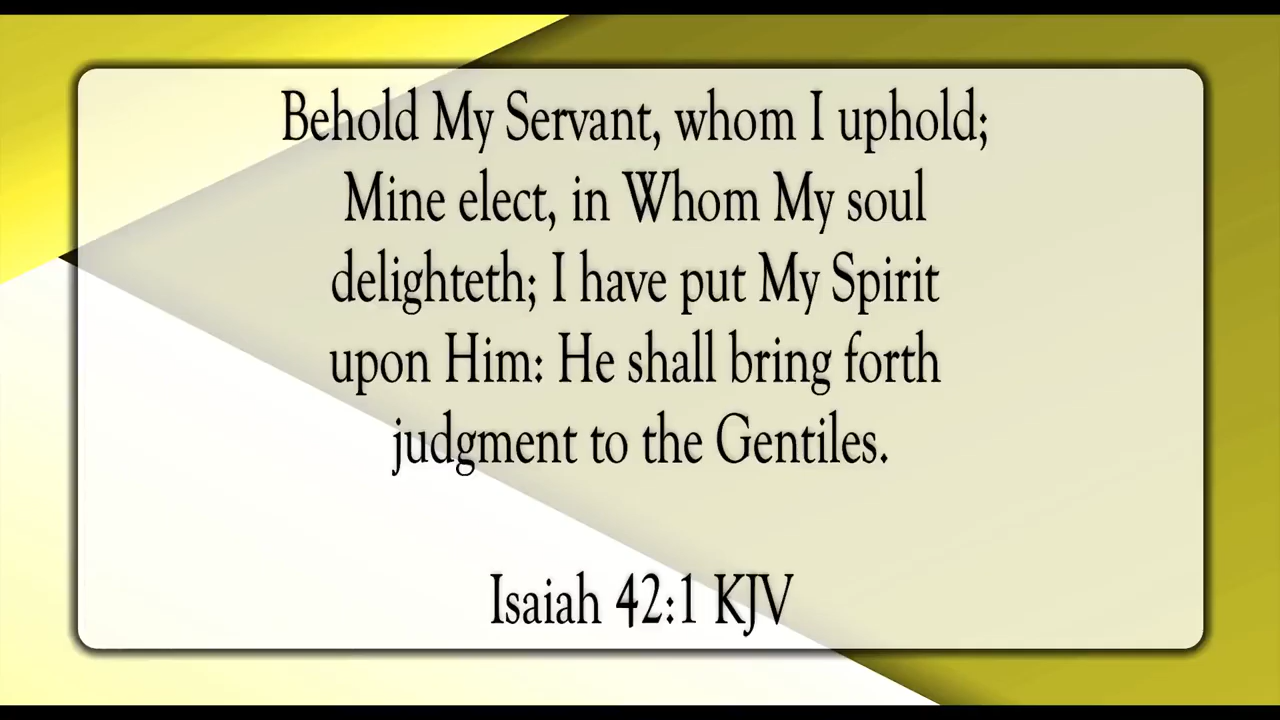 Behold My Servant, whom I uphold;
Mine elect, in Whom My soul
delighteth; I have put My Spirit
upon Him: He shall bring forth
judgment to the Gentiles.
Isaiah 42:1 KJV